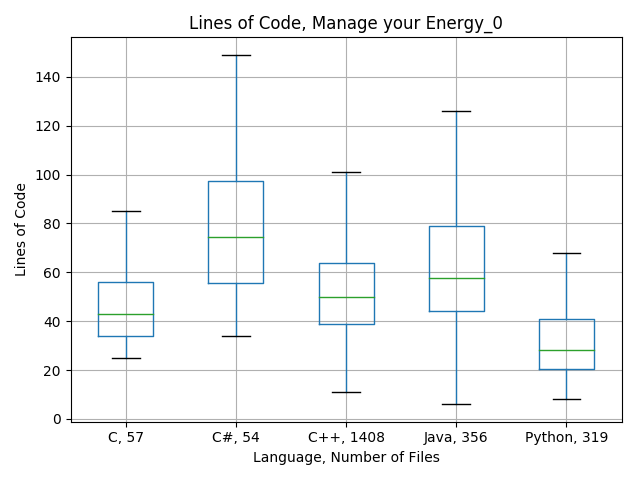 Lines of Code, Manage your Energy_0
Lines of Code
140
120
100
80
60
40
20
0
C, 57
C#, 54
C++, 1408
Java, 356
Python, 319
Language, Number of Files